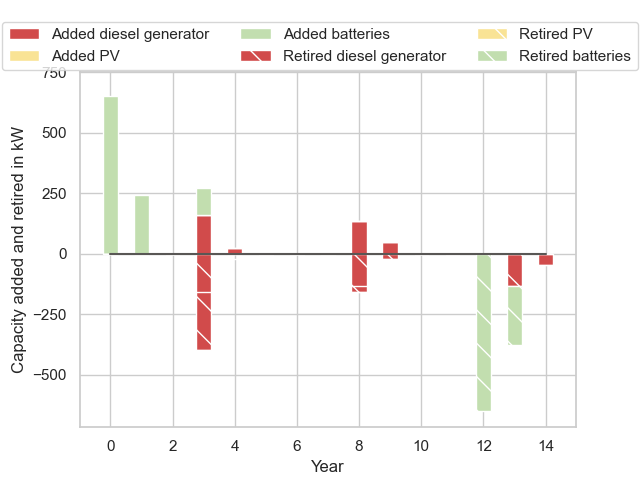 Added diesel generator Added batteries Retired PV
Added PV Retired diesel generator Retired batteries
750
500
250
0
−250
−500
Capacity added and retired in kW
0 2 4 6 8 10 12 14
Year